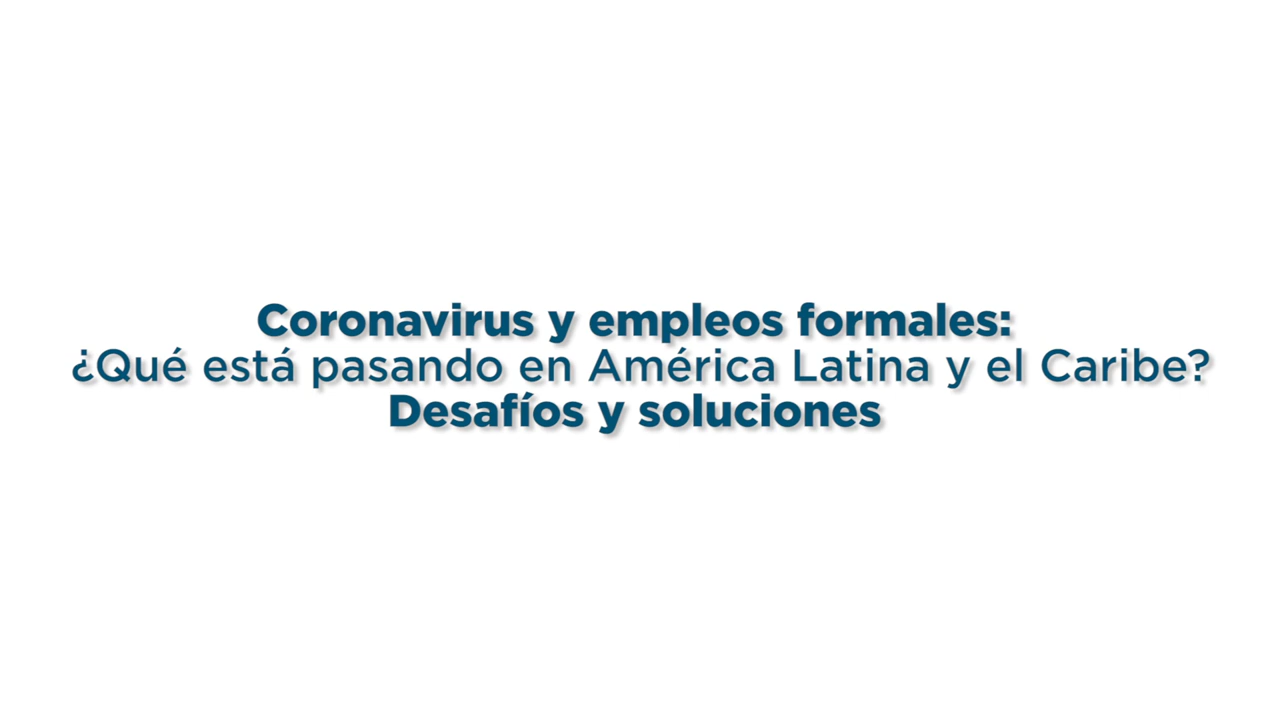 Coronavirus y empleos formales:
¿Qué está pasando en América Latina y el Caribe?
Desafíos y soluciones